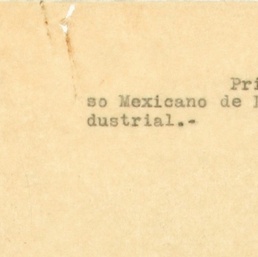 Pri
so Mexicano de
dustrial.-